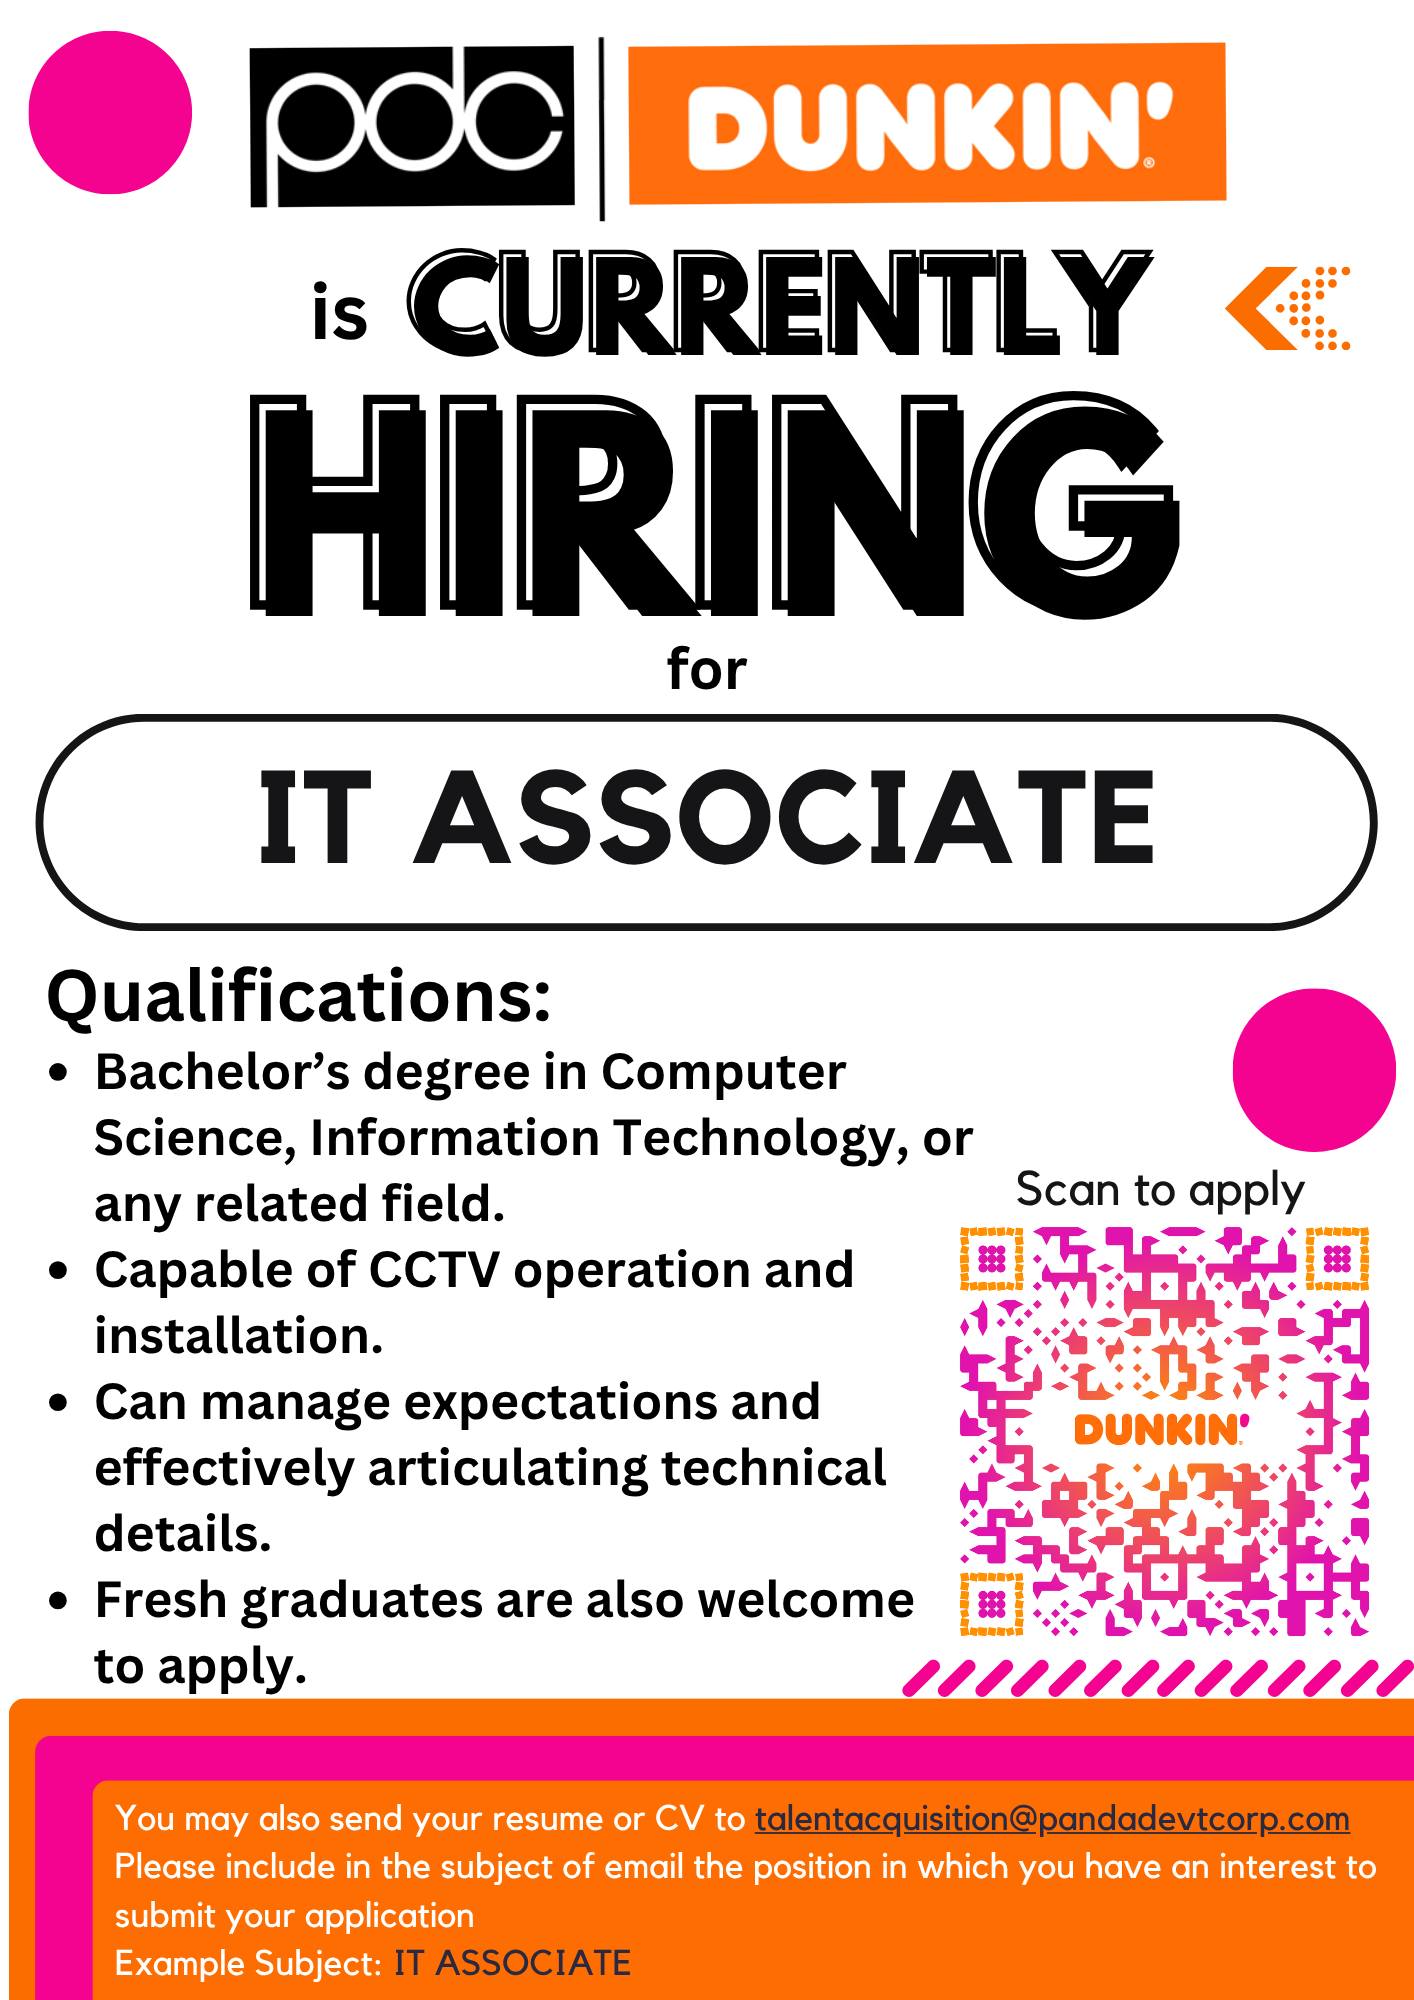 pdc DUNKIN'®
is CURRENTLY
HIRING
for
IT ASSOCIATE
Qualifications:
• Bachelor’s degree in Computer
Science, Information Technology, or
any related field.
• Capable of CCTV operation and
installation.
• Can manage expectations and
effectively articulating technical
details.
• Fresh graduates are also welcome
to apply.
Scan to apply
DUNKIN'
You may also send your resume or CV to talentacquisition@pandadevtcorp.com
Please include in the subject of email the position in which you have an interest to
submit your application
Example Subject: IT ASSOCIATE